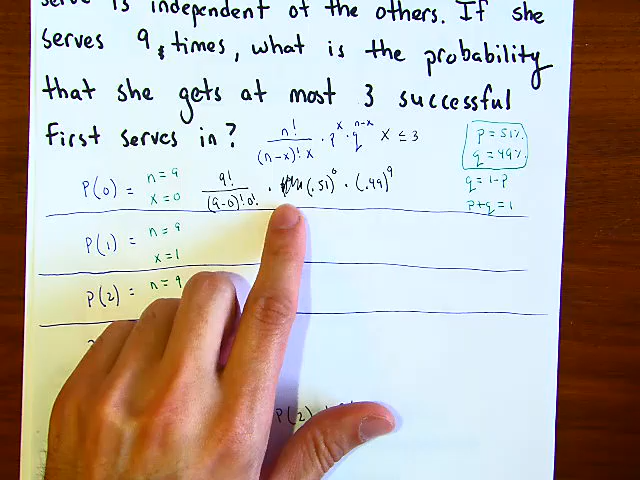 serve is independent of the others. If she
serves 9 times, what is the probability
that she gets at most 3 successful
first serves in? n!/(n-x)! x · p^x · q^(n-x) x ≤ 3
p = 51%
q = 49%
q = 1-p
p+q = 1
P(0) = n = 9 x = 0 9!/(9-0)! 0! · (.51)^0 · (.49)^9
P(1) = n = 9 x = 1
P(2) = n = 9
P(2)